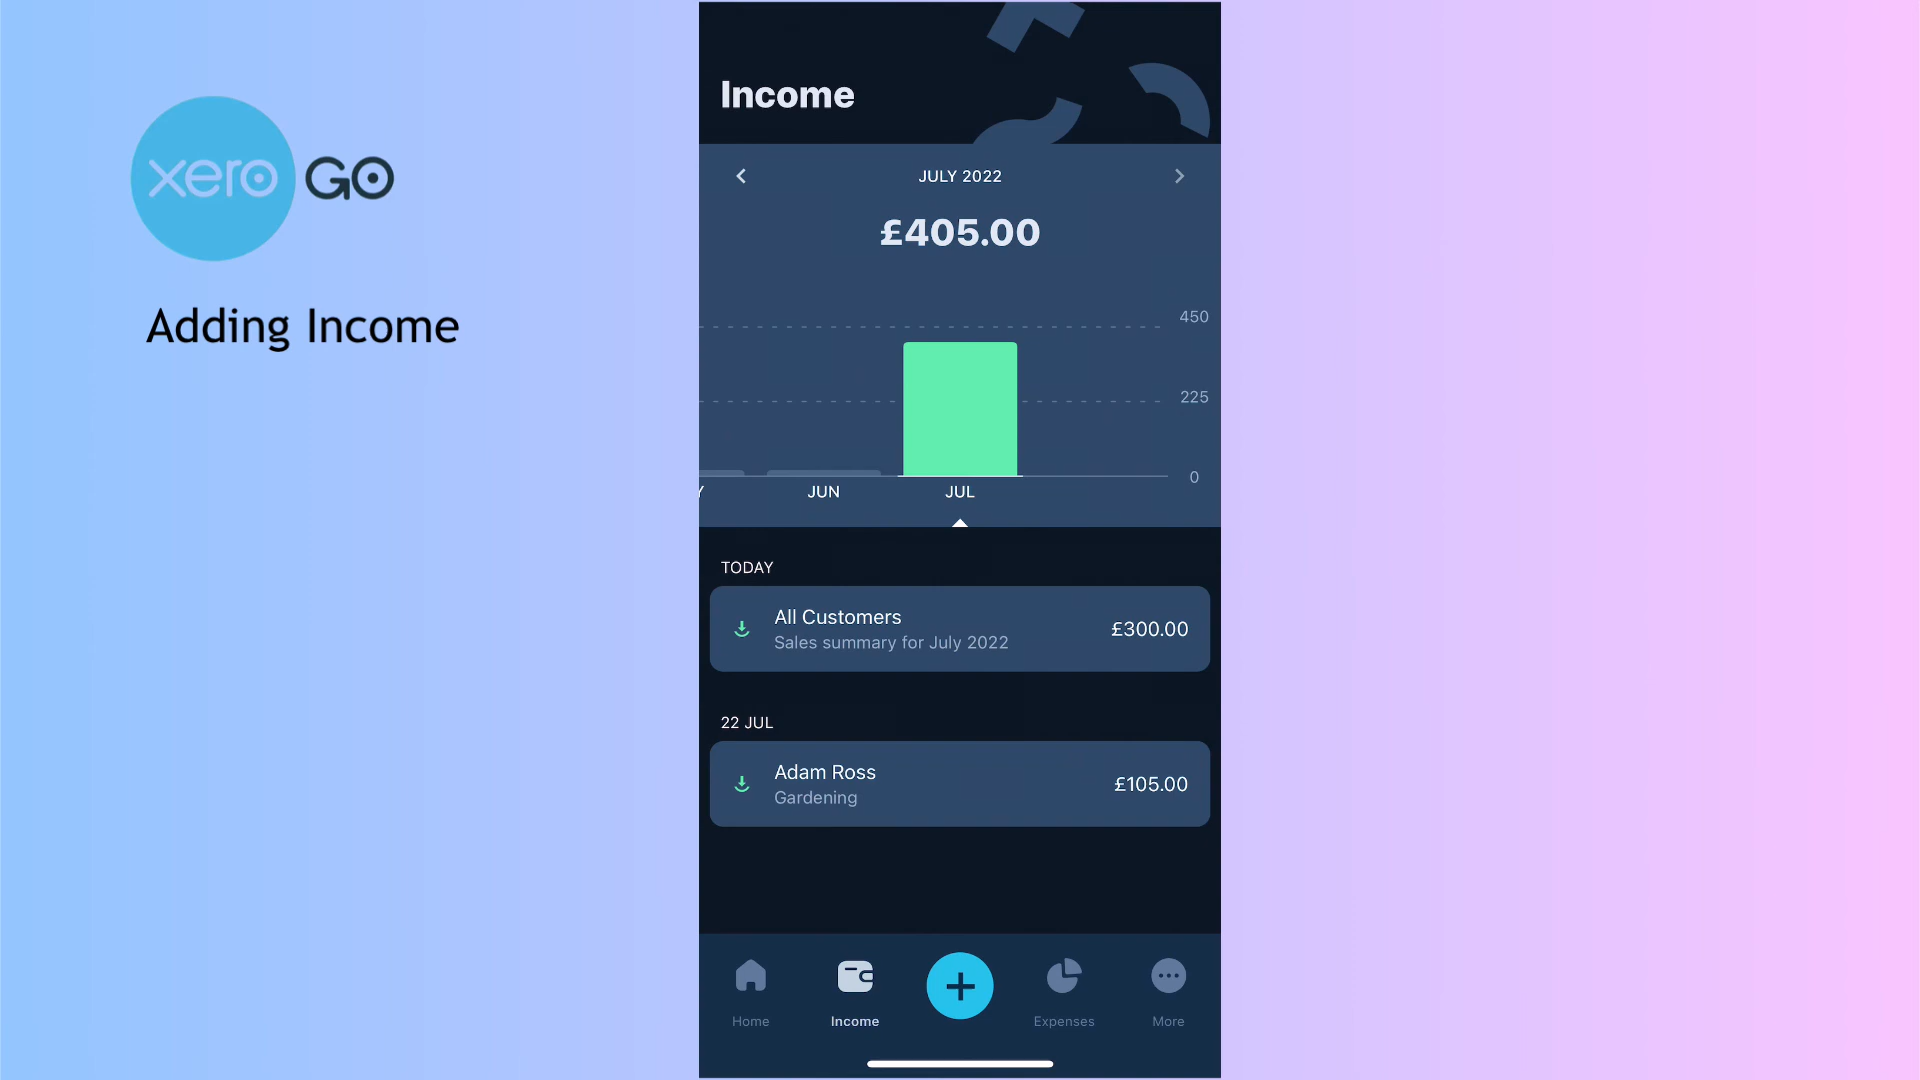 xero GO
Adding Income
Income
JULY 2022
£405.00
450
225
0
Y
JUN
JUL
TODAY
All Customers
Sales summary for July 2022
£300.00
22 JUL
Adam Ross
Gardening
£105.00
Home
Income
Expenses
More